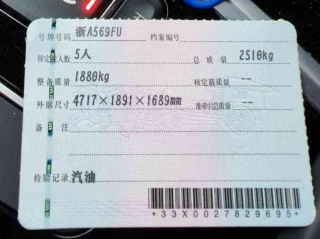 号牌号码 浙A569FU 档案编号
核定载人数 5人 总质量 2510kg
整备质量 1880kg 核定载质量 --
外廓尺寸 4717×1891×1689mm 准牵引总质量 --
备注
检验记录 汽油
*33X0027829695*